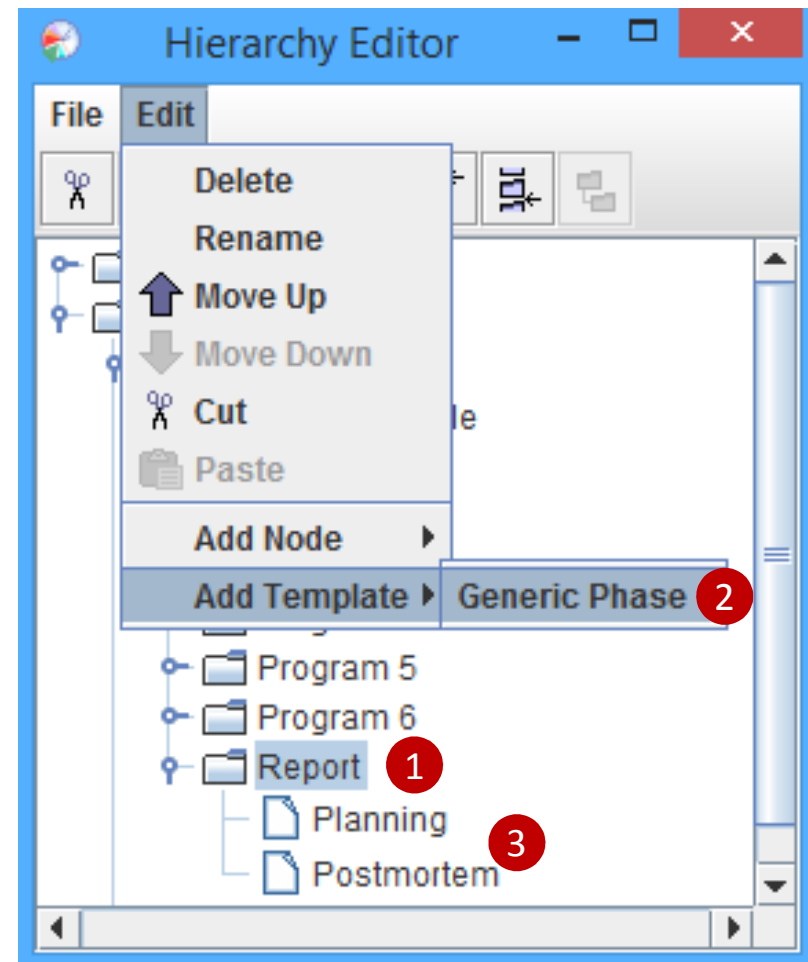 Hierarchy Editor
File Edit
Delete
Rename
Move Up
Move Down
Cut
le
Paste
Add Node
Add Template Generic Phase 2
Program 5
Program 6
Report 1
Planning
3
Postmortem